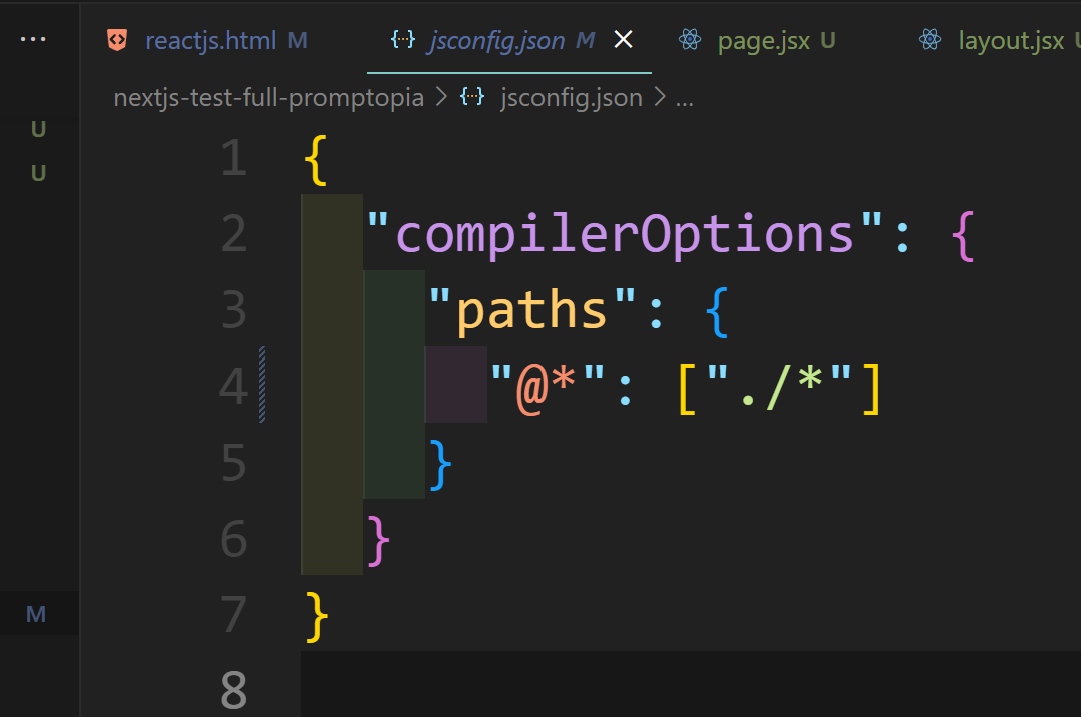 ... reactjs.html M {} jsconfig.json M page.jsx U layout.jsx U
nextjs-test-full-promptopia > {} jsconfig.json > ...
U
U
M
1 {
2   "compilerOptions": {
3     "paths": {
4       "@*": ["./*"]
5     }
6   }
7 }
8